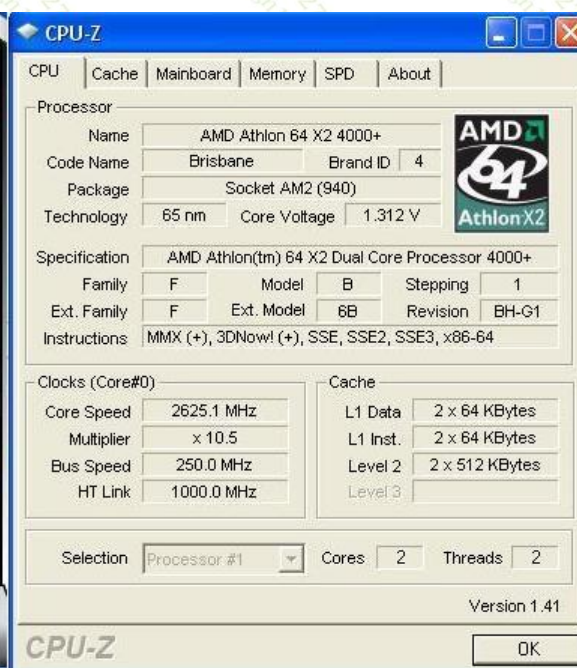 CPU-Z
CPU Cache Mainboard Memory SPD About
Processor
Name AMD Athlon 64 X2 4000+
Code Name Brisbane Brand ID 4
Package Socket AM2 (940)
Technology 65 nm Core Voltage 1.312 V
AMD
64
Athlon X2
Specification AMD Athlon(tm) 64 X2 Dual Core Processor 4000+
Family F Model B Stepping 1
Ext. Family F Ext. Model 6B Revision BH-G1
Instructions MMX (+), 3DNow! (+), SSE, SSE2, SSE3, x86-64
Clocks (Core#0)
Core Speed 2625.1 MHz
Multiplier x 10.5
Bus Speed 250.0 MHz
HT Link 1000.0 MHz
Cache
L1 Data 2 x 64 KBytes
L1 Inst. 2 x 64 KBytes
Level 2 2 x 512 KBytes
Level 3
Selection Processor #1 Cores 2 Threads 2
Version 1.41
CPU-Z
OK